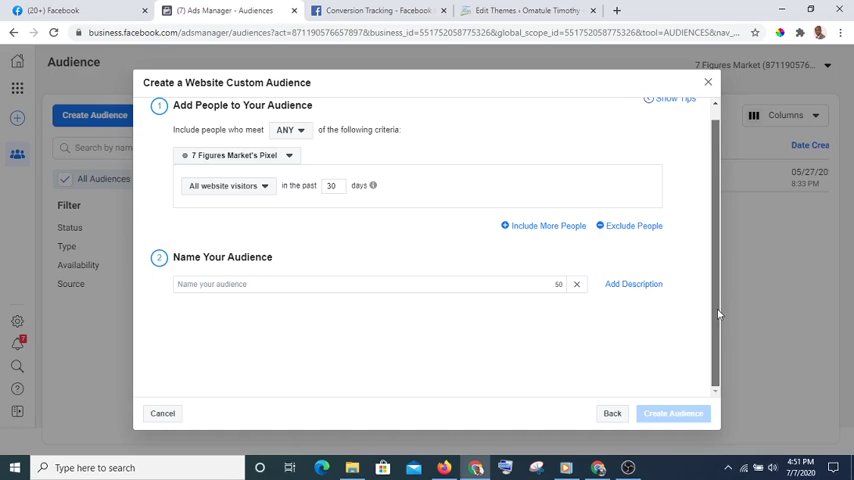 (20+) Facebook
(7) Ads Manager - Audiences
Conversion Tracking - Facebook
Edit Themes ‹ Omatule Timothy –
business.facebook.com/adsmanager/audiences?act=871190576657897&business_id=551752058775326&global_scope_id=551752058775326&tool=AUDIENCES&nav_...
Audience
7 Figures Market (871190576...
Create a Website Custom Audience
Show Tips
1 Add People to Your Audience
Create Audience
Columns
Include people who meet ANY of the following criteria:
Search by name
Date Crea
7 Figures Market's Pixel
All Audiences
05/27/20
8:33 PM
All website visitors in the past 30 days
Filter
Status
Include More People Exclude People
Type
2 Name Your Audience
Availability
Source
Name your audience 50 Add Description
7
Cancel
Back
Create Audience
Type here to search
4:51 PM
7/7/2020